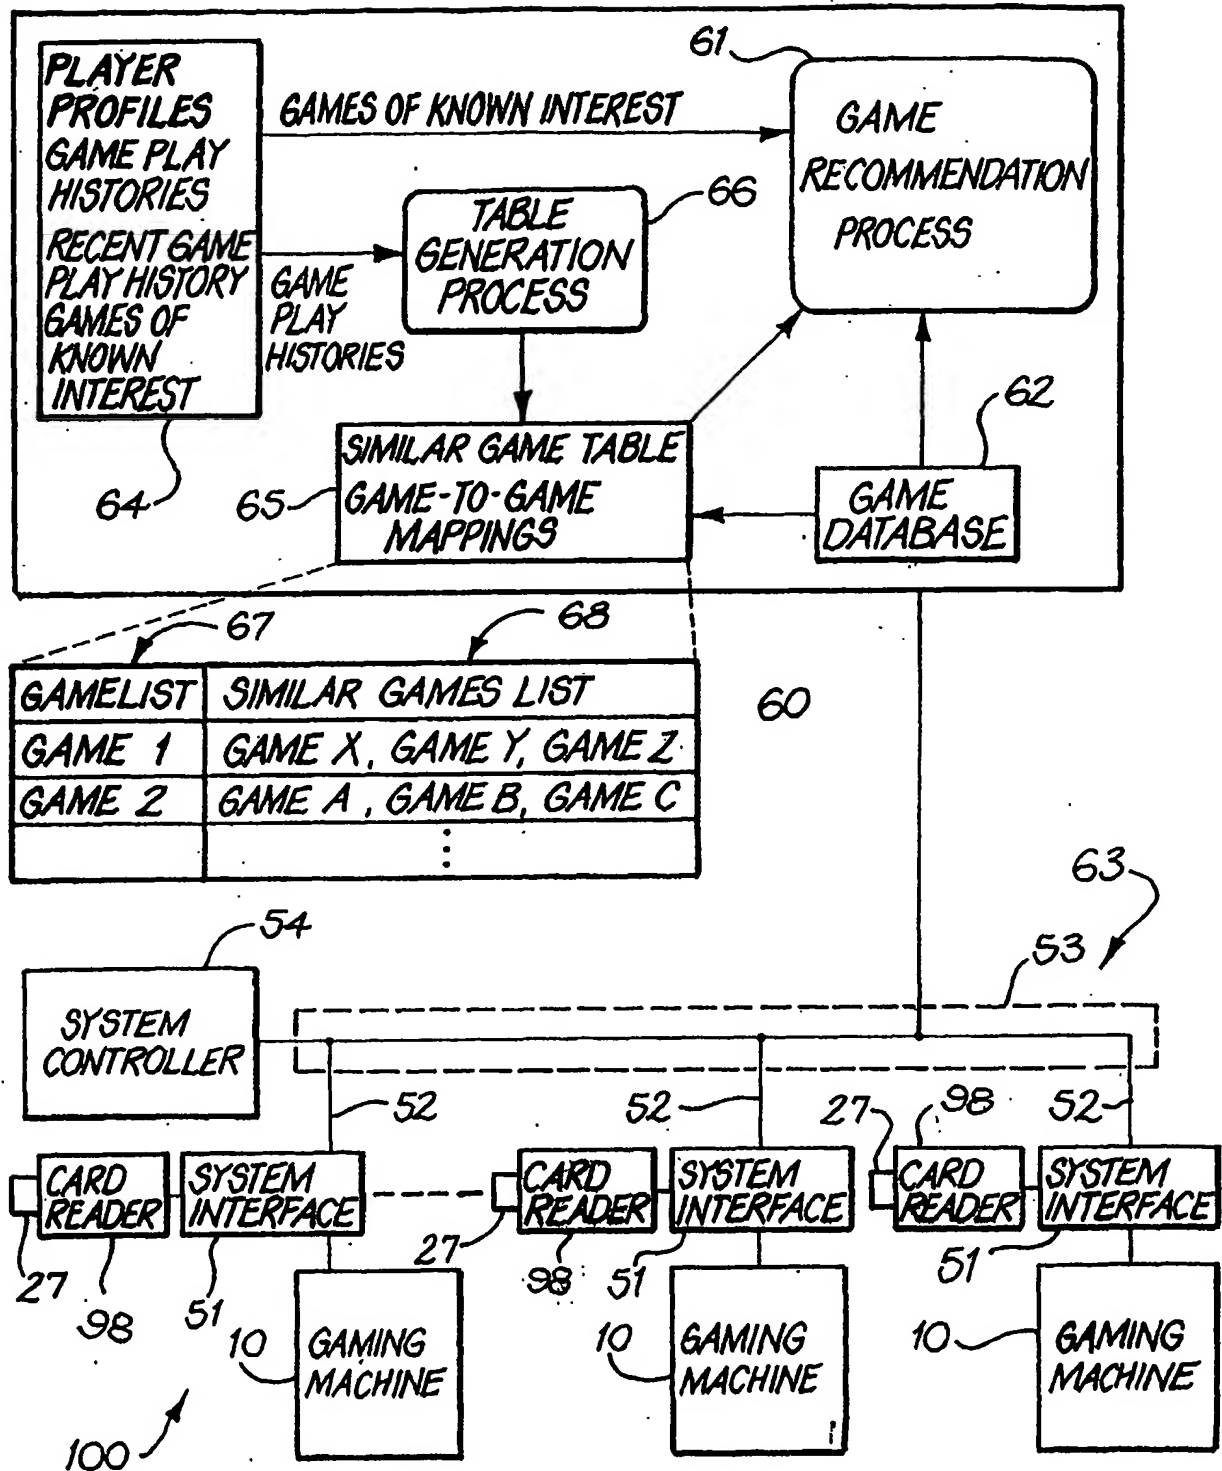 61
PLAYER
PROFILES
GAME PLAY
HISTORIES
RECENT GAME
PLAY HISTORY
GAMES OF
KNOWN
INTEREST
GAMES OF KNOWN INTEREST
GAME
RECOMMENDATION
PROCESS
66
TABLE
GENERATION
PROCESS
GAME
PLAY
HISTORIES
62
64
65
SIMILAR GAME TABLE
GAME-TO-GAME
MAPPINGS
GAME
DATABASE
67
68
GAMELIST SIMILAR GAMES LIST
GAME 1 GAME X, GAME Y, GAME Z
GAME 2 GAME A, GAME B, GAME C
⋮
60
63
54
53
SYSTEM
CONTROLLER
52 52 27 98 52
CARD
READER
SYSTEM
INTERFACE
CARD
READER
SYSTEM
INTERFACE
CARD
READER
SYSTEM
INTERFACE
27 98 51 27 98 51 51
10 GAMING
MACHINE
10 GAMING
MACHINE
10 GAMING
MACHINE
100